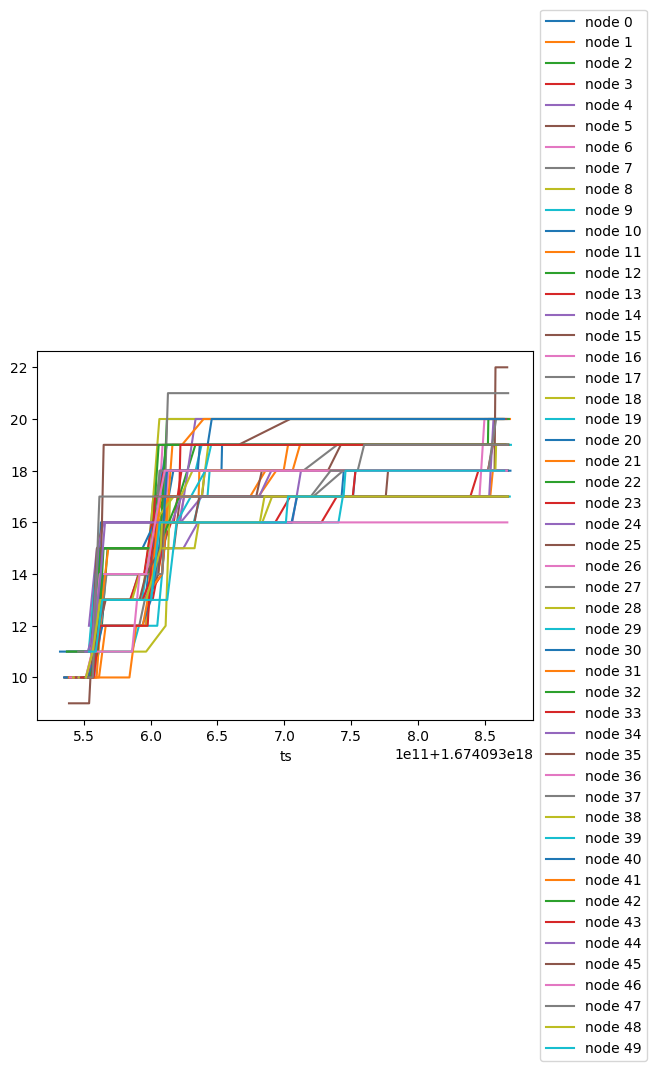 22
20
18
16
14
12
10
5.5 6.0 6.5 7.0 7.5 8.0 8.5
1e11+1.674093e18
ts
node 0
node 1
node 2
node 3
node 4
node 5
node 6
node 7
node 8
node 9
node 10
node 11
node 12
node 13
node 14
node 15
node 16
node 17
node 18
node 19
node 20
node 21
node 22
node 23
node 24
node 25
node 26
node 27
node 28
node 29
node 30
node 31
node 32
node 33
node 34
node 35
node 36
node 37
node 38
node 39
node 40
node 41
node 42
node 43
node 44
node 45
node 46
node 47
node 48
node 49